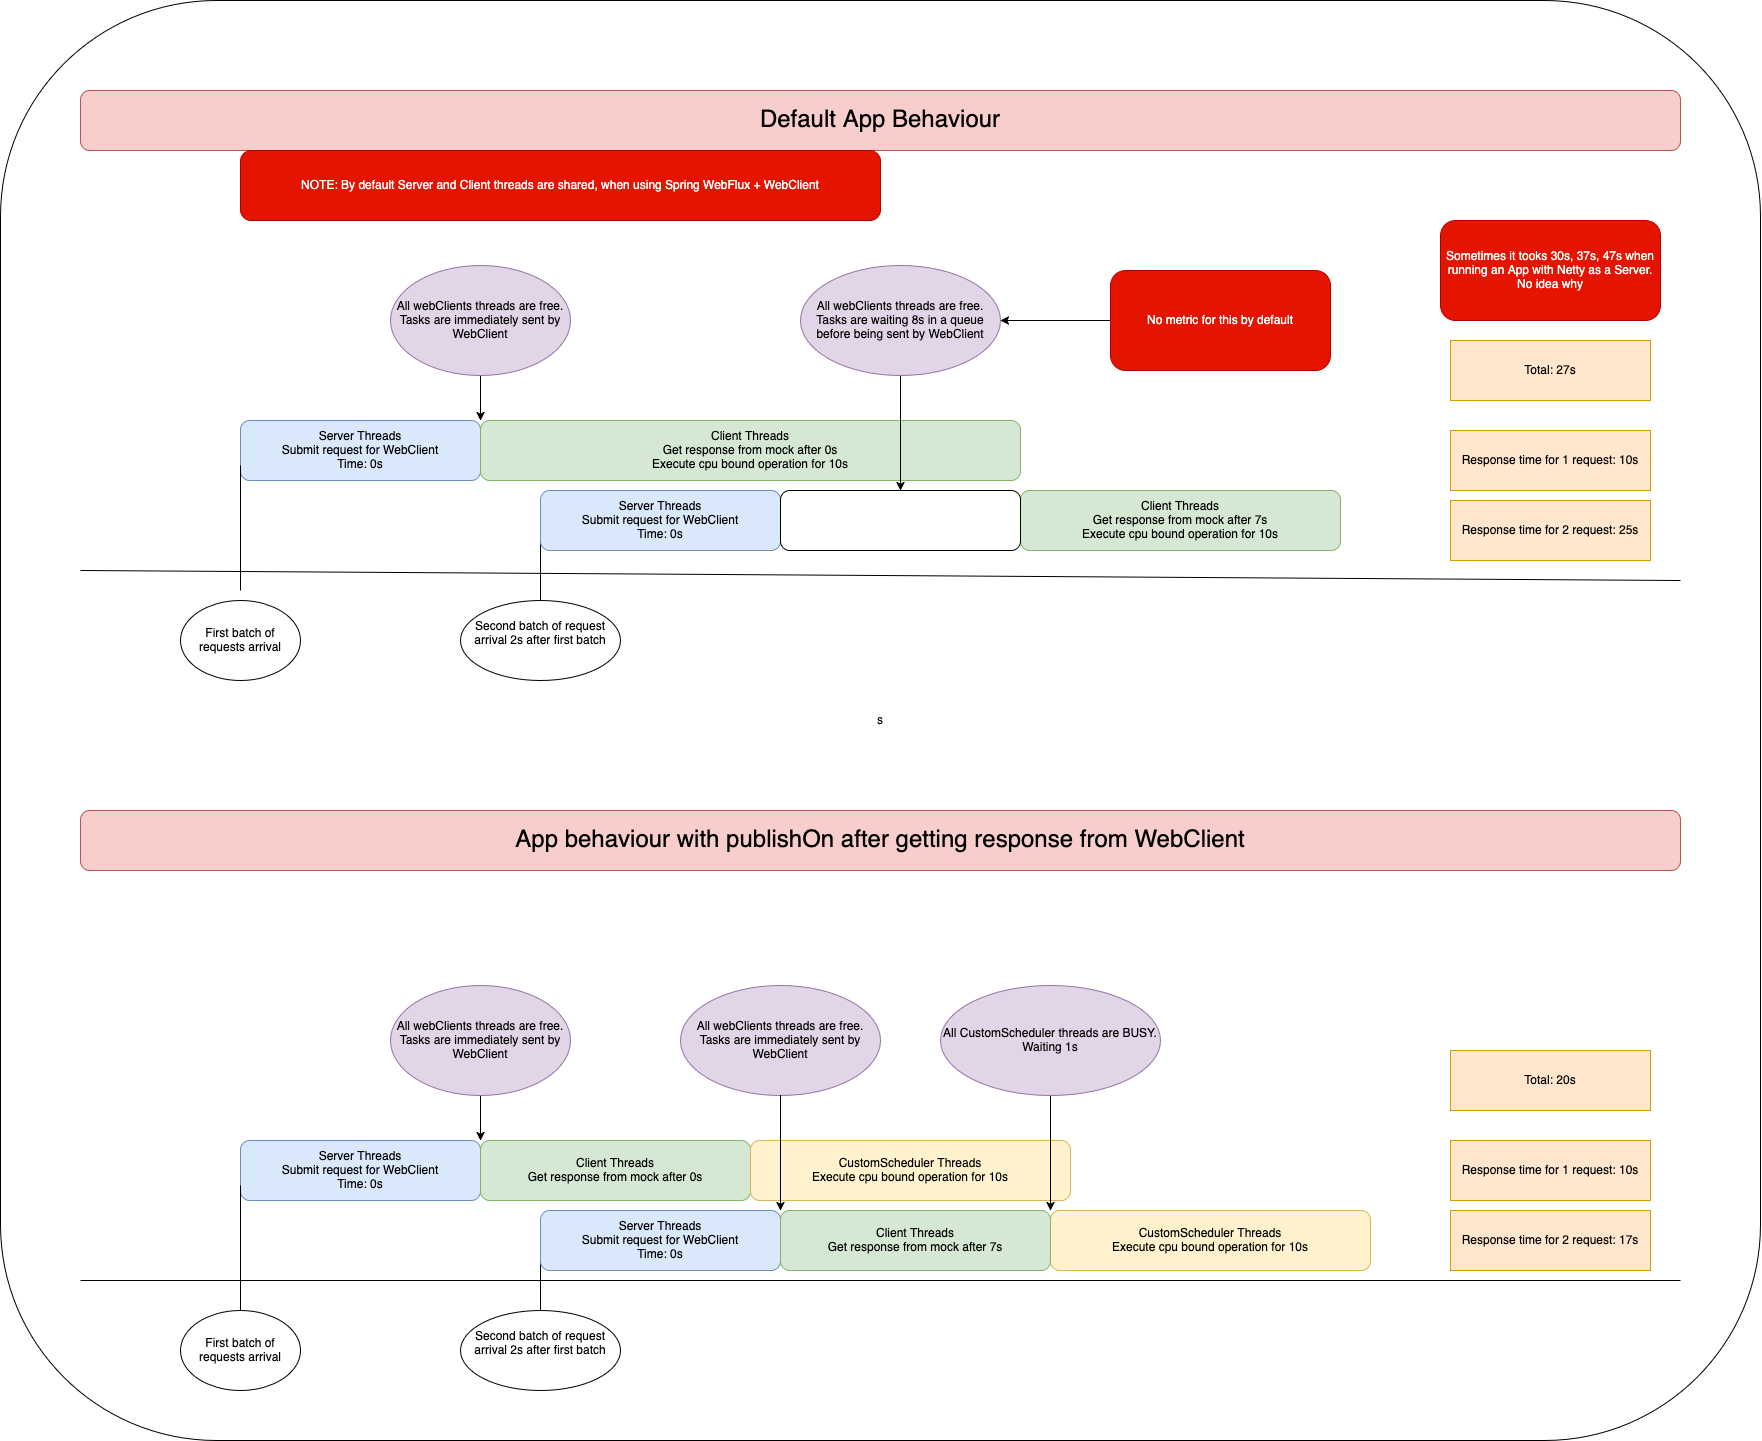 Default App Behaviour
NOTE: By default Server and Client threads are shared, when using Spring WebFlux + WebClient
Sometimes it tooks 30s, 37s, 47s when
running an App with Netty as a Server.
No idea why
All webClients threads are free.
Tasks are immediately sent by
WebClient
All webClients threads are free.
Tasks are waiting 8s in a queue
before being sent by WebClient
No metric for this by default
Total: 27s
Server Threads
Submit request for WebClient
Time: 0s
Client Threads
Get response from mock after 0s
Execute cpu bound operation for 10s
Response time for 1 request: 10s
Server Threads
Submit request for WebClient
Time: 0s
Client Threads
Get response from mock after 7s
Execute cpu bound operation for 10s
Response time for 2 request: 25s
First batch of
requests arrival
Second batch of request
arrival 2s after first batch
s
App behaviour with publishOn after getting response from WebClient
All webClients threads are free.
Tasks are immediately sent by
WebClient
All webClients threads are free.
Tasks are immediately sent by
WebClient
All CustomScheduler threads are BUSY.
Waiting 1s
Total: 20s
Server Threads
Submit request for WebClient
Time: 0s
Client Threads
Get response from mock after 0s
CustomScheduler Threads
Execute cpu bound operation for 10s
Response time for 1 request: 10s
Server Threads
Submit request for WebClient
Time: 0s
Client Threads
Get response from mock after 7s
CustomScheduler Threads
Execute cpu bound operation for 10s
Response time for 2 request: 17s
First batch of
requests arrival
Second batch of request
arrival 2s after first batch